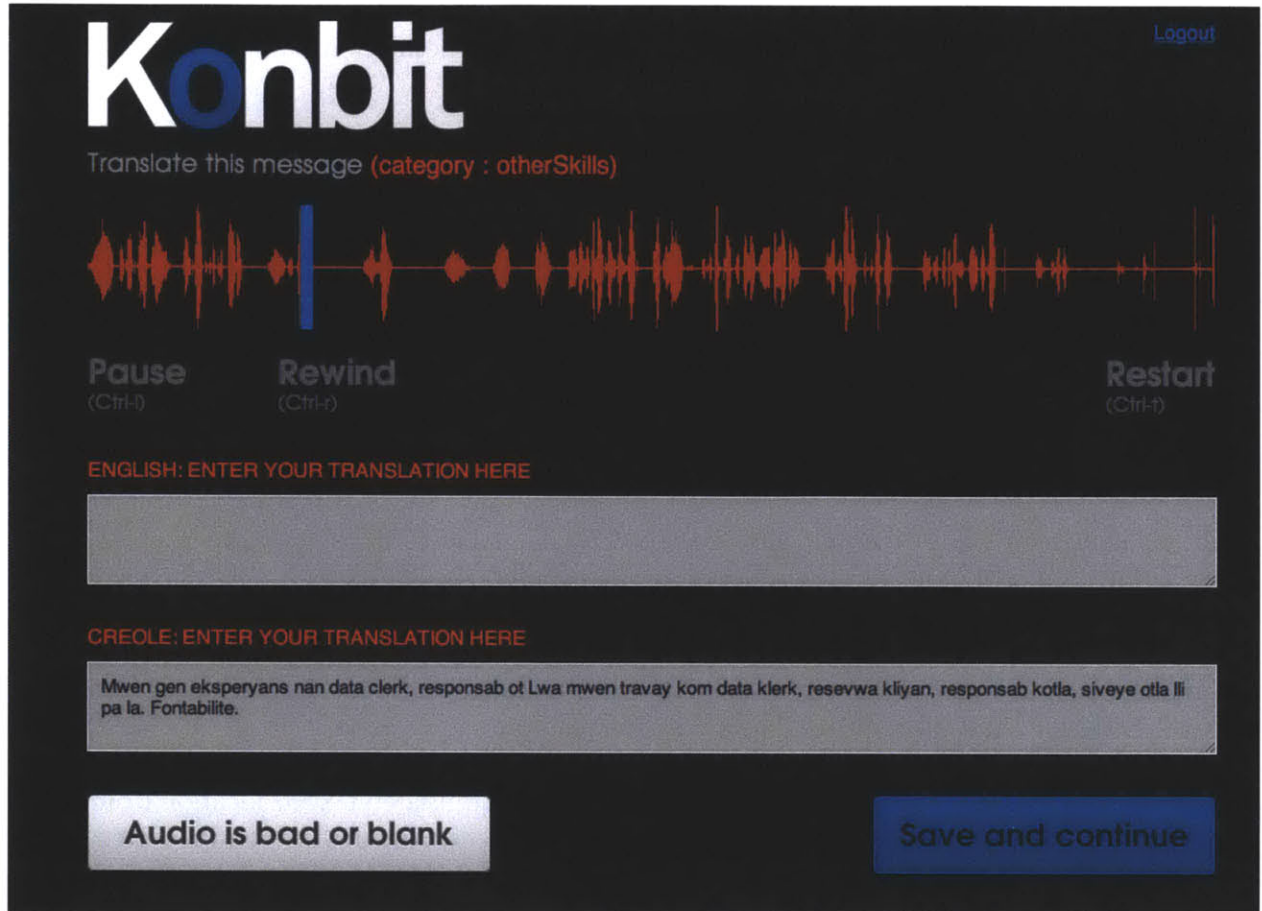 Konbit
Logout
Translate this message (category : otherSkills)
Pause
Rewind
Restart
(Ctrl-l)
(Ctrl-r)
(Ctrl-t)
ENGLISH: ENTER YOUR TRANSLATION HERE
CREOLE: ENTER YOUR TRANSLATION HERE
Mwen gen eksperyans nan data clerk, responsab ot Lwa mwen travay kom data klerk, resevwa kliyan, responsab kotla, siveye otla lli
pa la. Fontabilite.
Audio is bad or blank
Save and continue